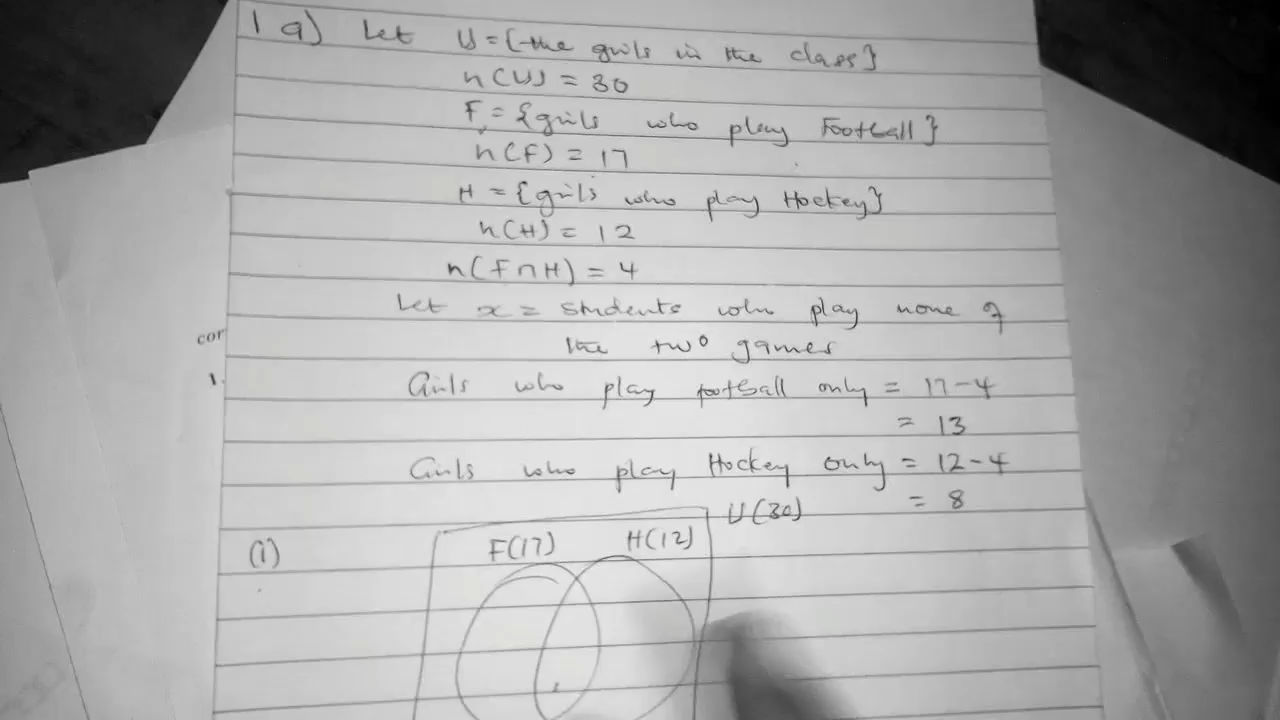 1 a) Let U = {the girls in the class}
n(U) = 30
F = {girls who play Football}
n(F) = 17
H = {girls who play Hockey}
n(H) = 12
n(F∩H) = 4
Let x = students who play none of
the two games
cor
1.
Girls who play football only = 17-4
= 13
Girls who play Hockey only = 12-4
= 8
U(30)
(i)
F(17) H(12)